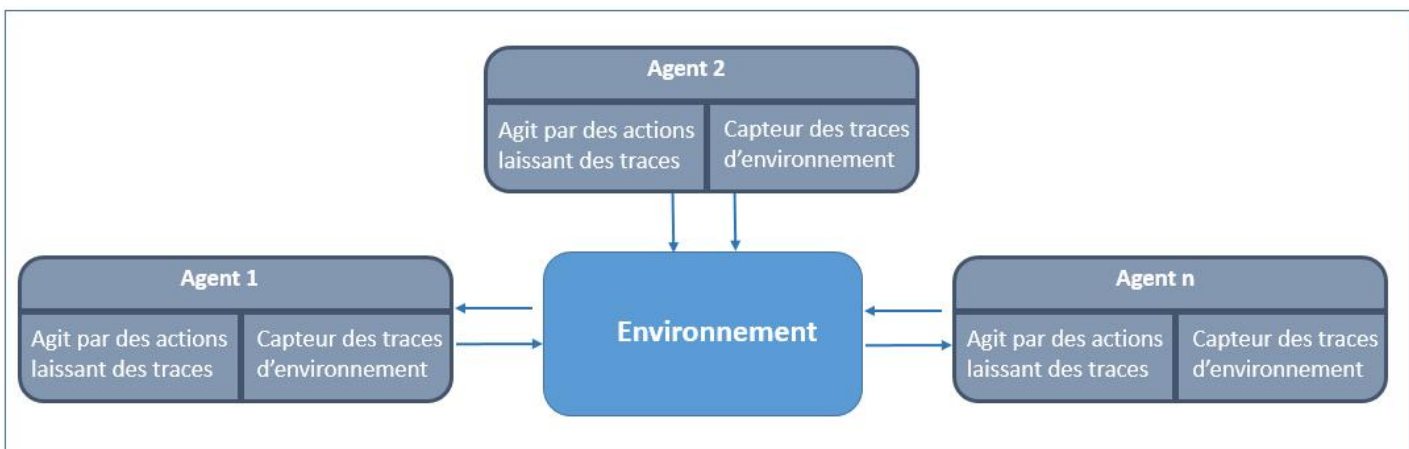 Agent 2
Agit par des actions
laissant des traces
Capteur des traces
d'environnement
Agent 1
Agit par des actions
laissant des traces
Capteur des traces
d'environnement
Environnement
Agent n
Agit par des actions
laissant des traces
Capteur des traces
d'environnement